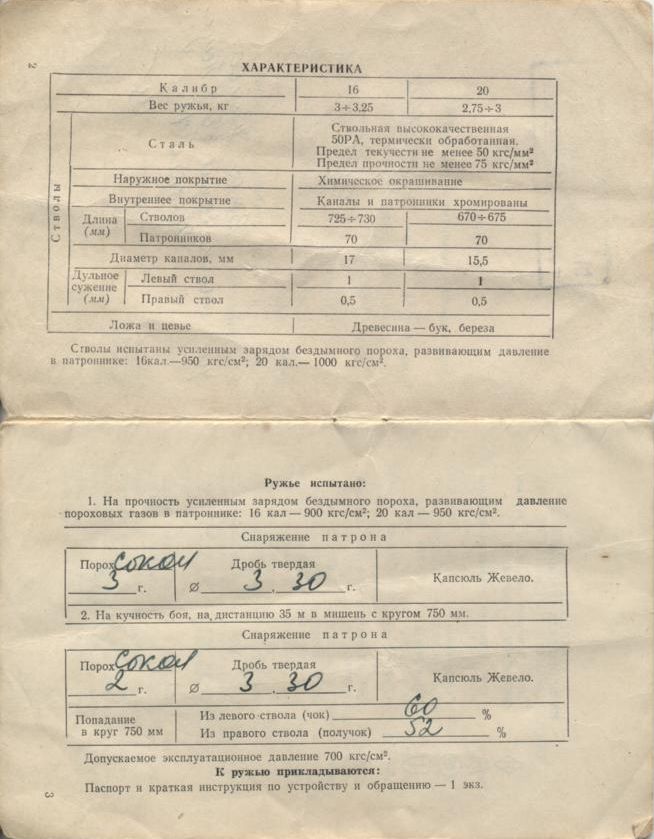 2
ХАРАКТЕРИСТИКА
Калибр 16 20
Вес ружья, кг 3÷3,25 2,75÷3
Стволы
Сталь Ствольная высококачественная
50РА, термически обработанная.
Предел текучести не менее 50 кгс/мм²
Предел прочности не менее 75 кгс/мм²
Наружное покрытие Химическое окрашивание
Внутреннее покрытие Каналы и патронники хромированы
Длина (мм) Стволов 725÷730 670÷675
Патронников 70 70
Диаметр каналов, мм 17 15,5
Дульное сужение (мм) Левый ствол 1 1
Правый ствол 0,5 0,5
Ложа и цевье Древесина — бук, береза
Стволы испытаны усиленным зарядом бездымного пороха, развивающим давление
в патроннике: 16кал.—950 кгс/см²; 20 кал.— 1000 кгс/см².
Ружье испытано:
1. На прочность усиленным зарядом бездымного пороха, развивающим давление
пороховых газов в патроннике: 16 кал — 900 кгс/см²; 20 кал — 950 кгс/см².
Снаряжение патрона
Порох Сокол Дробь твердая
3 г. Ø 3, 30 Капсюль Жевело.
2. На кучность боя, на дистанцию 35 м в мишень с кругом 750 мм.
Снаряжение патрона
Порох Сокол Дробь твердая
2 г. Ø 3, 30 г. Капсюль Жевело.
Попадание
в круг 750 мм
Из левого ствола (чок) 60 %
Из правого ствола (получок) 52 %
Допускаемое эксплуатационное давление 700 кгс/см².
К ружью прикладываются:
Паспорт и краткая инструкция по устройству и обращению — 1 экз.
3